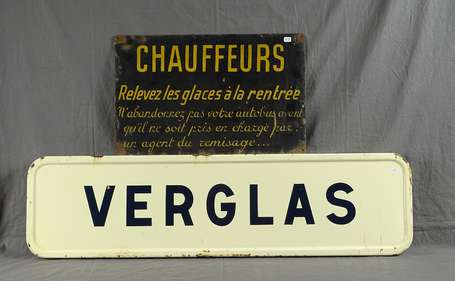 CHAUFFEURS
Relevez les glaces à la rentrée
N'abandonnez pas votre autobus avant
qu'il ne soit pris en charge par
un agent du remisage...
VERGLAS